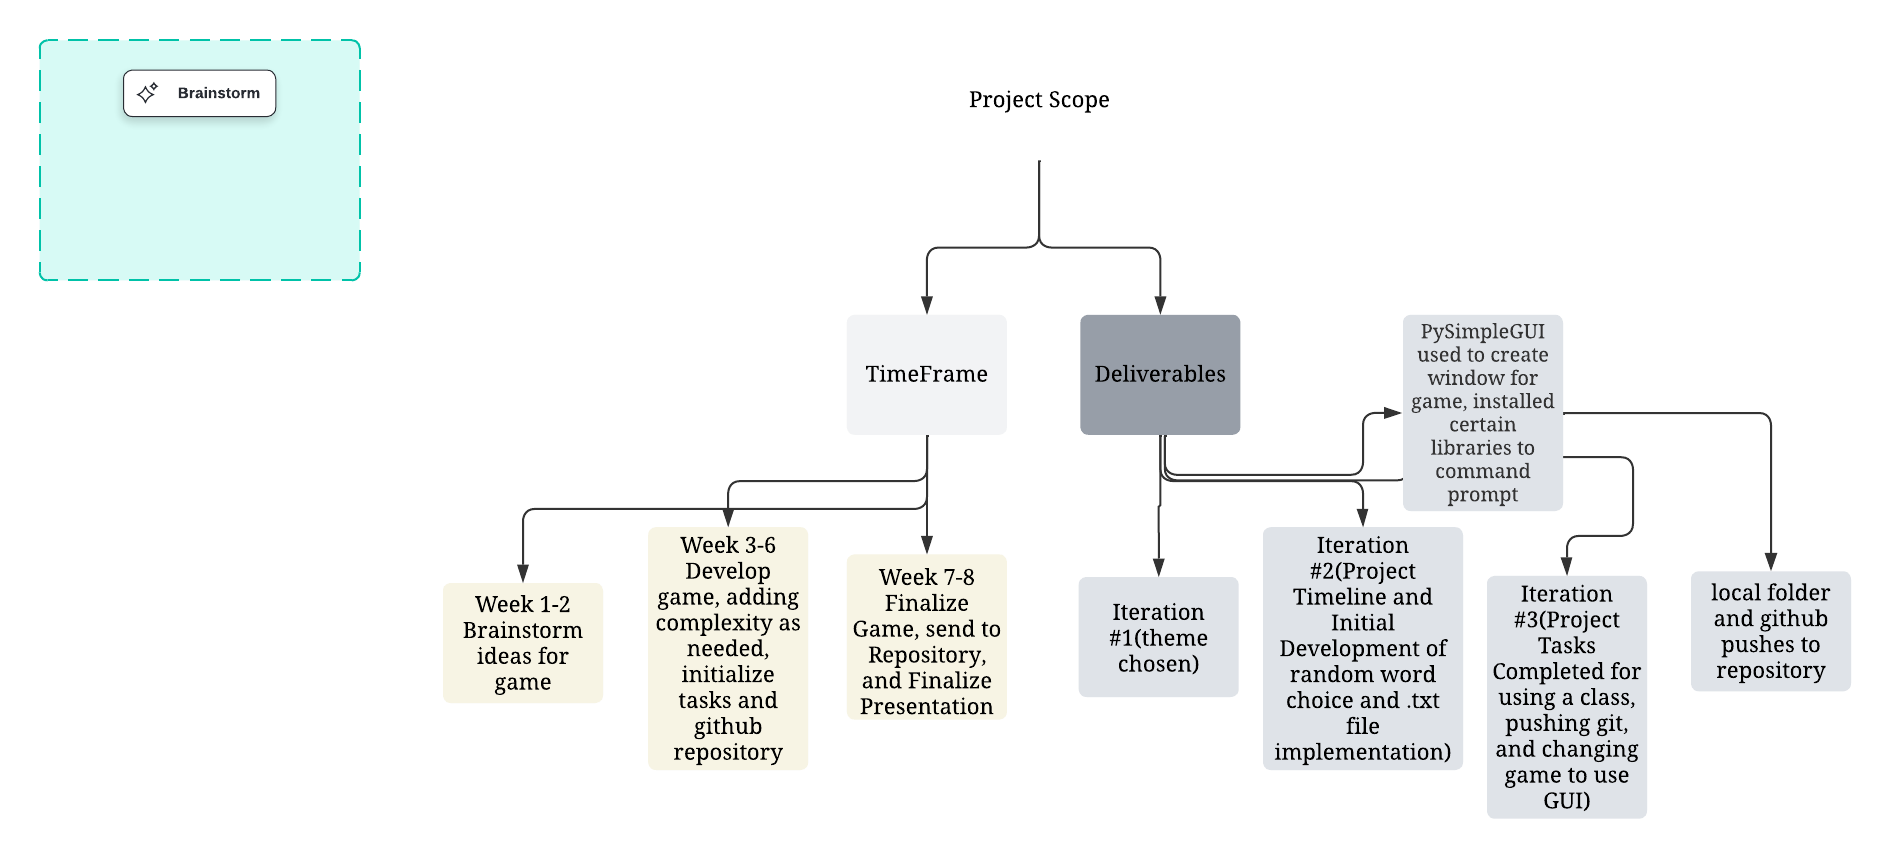 Brainstorm
Project Scope
TimeFrame
Deliverables
PySimpleGUI
used to create
window for
game, installed
certain
libraries to
command
prompt
Week 1-2
Brainstorm
ideas for
game
Week 3-6
Develop
game, adding
complexity as
needed,
initialize
tasks and
github
repository
Week 7-8
Finalize
Game, send to
Repository,
and Finalize
Presentation
Iteration
#1(theme
chosen)
Iteration
#2(Project
Timeline and
Initial
Development of
random word
choice and .txt
file
implementation)
Iteration
#3(Project
Tasks
Completed for
using a class,
pushing git,
and changing
game to use
GUI)
local folder
and github
pushes to
repository